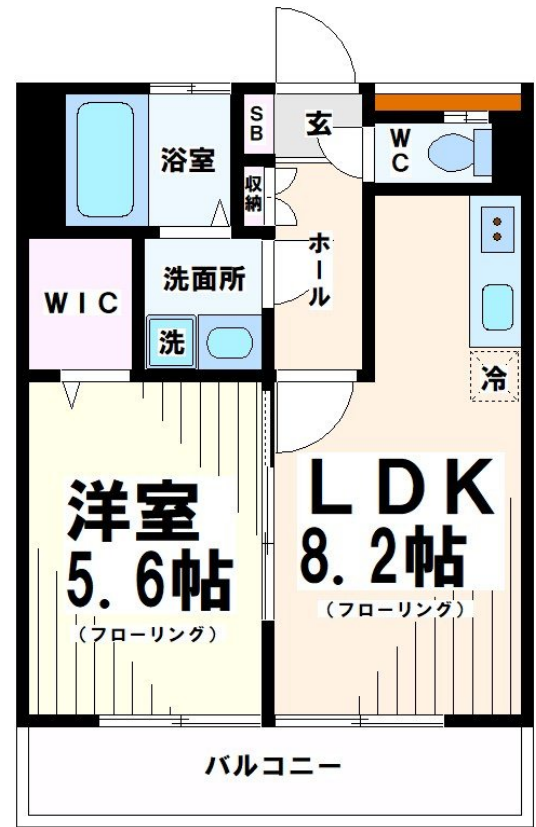 SB
玄
WC
浴室
収納
ホール
洗面所
WIC
洗
冷
洋室
5.6帖
(フローリング)
LDK
8.2帖
(フローリング)
バルコニー